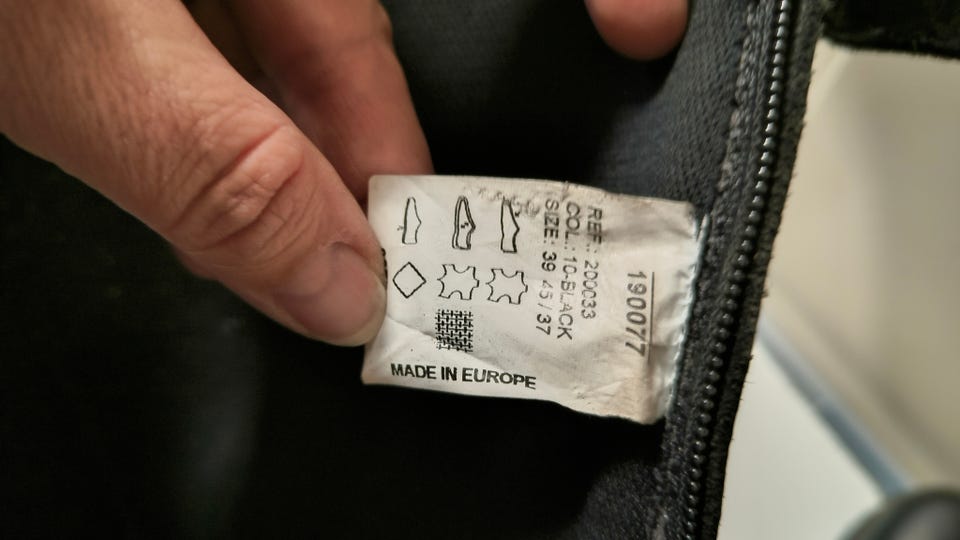 190077
REF.: 200033
COL.: 10-BLACK
SIZE: 39 45/37
MADE IN EUROPE